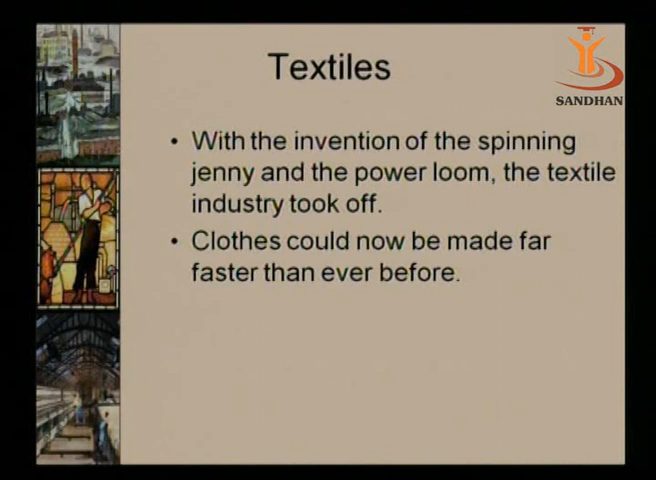 Textiles
SANDHAN
• With the invention of the spinning
jenny and the power loom, the textile
industry took off.
• Clothes could now be made far
faster than ever before.